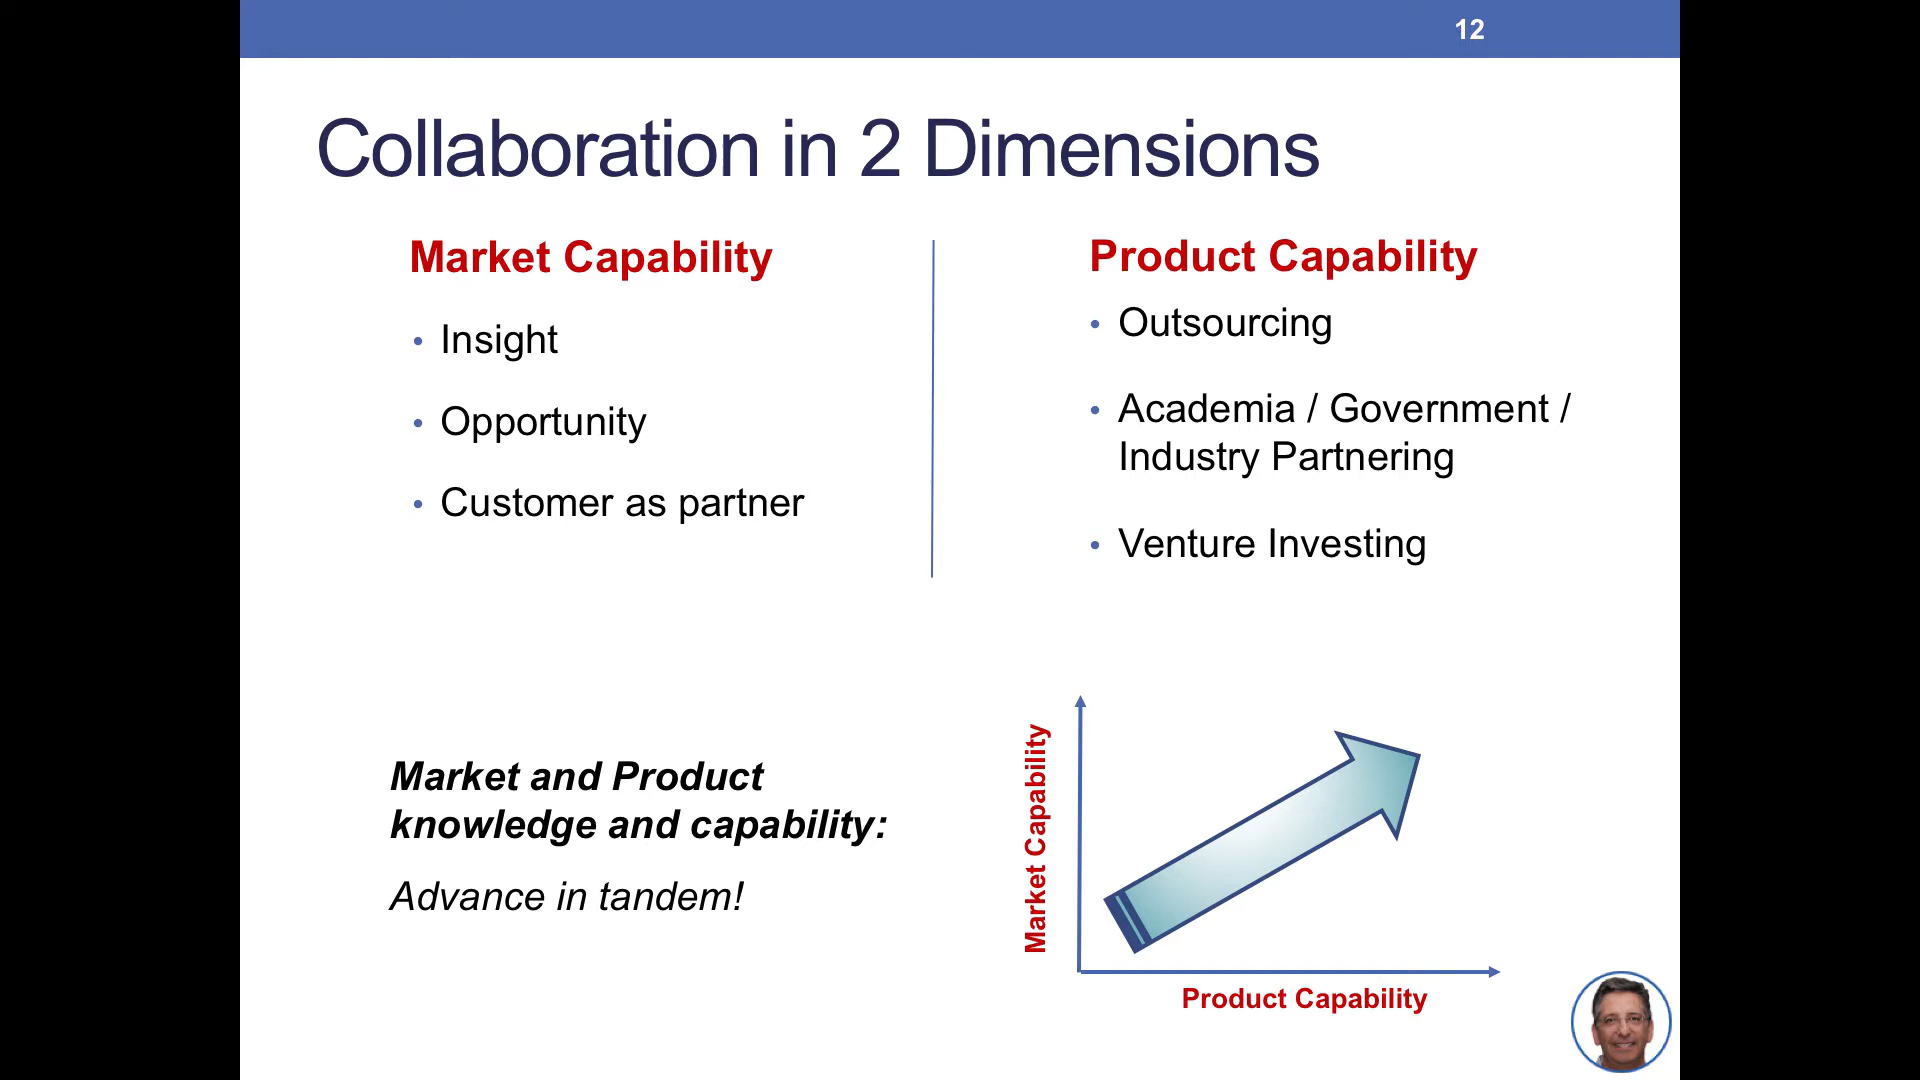 12
Collaboration in 2 Dimensions
Market Capability
• Insight
• Opportunity
• Customer as partner
Product Capability
• Outsourcing
• Academia / Government /
Industry Partnering
• Venture Investing
Market and Product
knowledge and capability:
Advance in tandem!
Market Capability
Product Capability